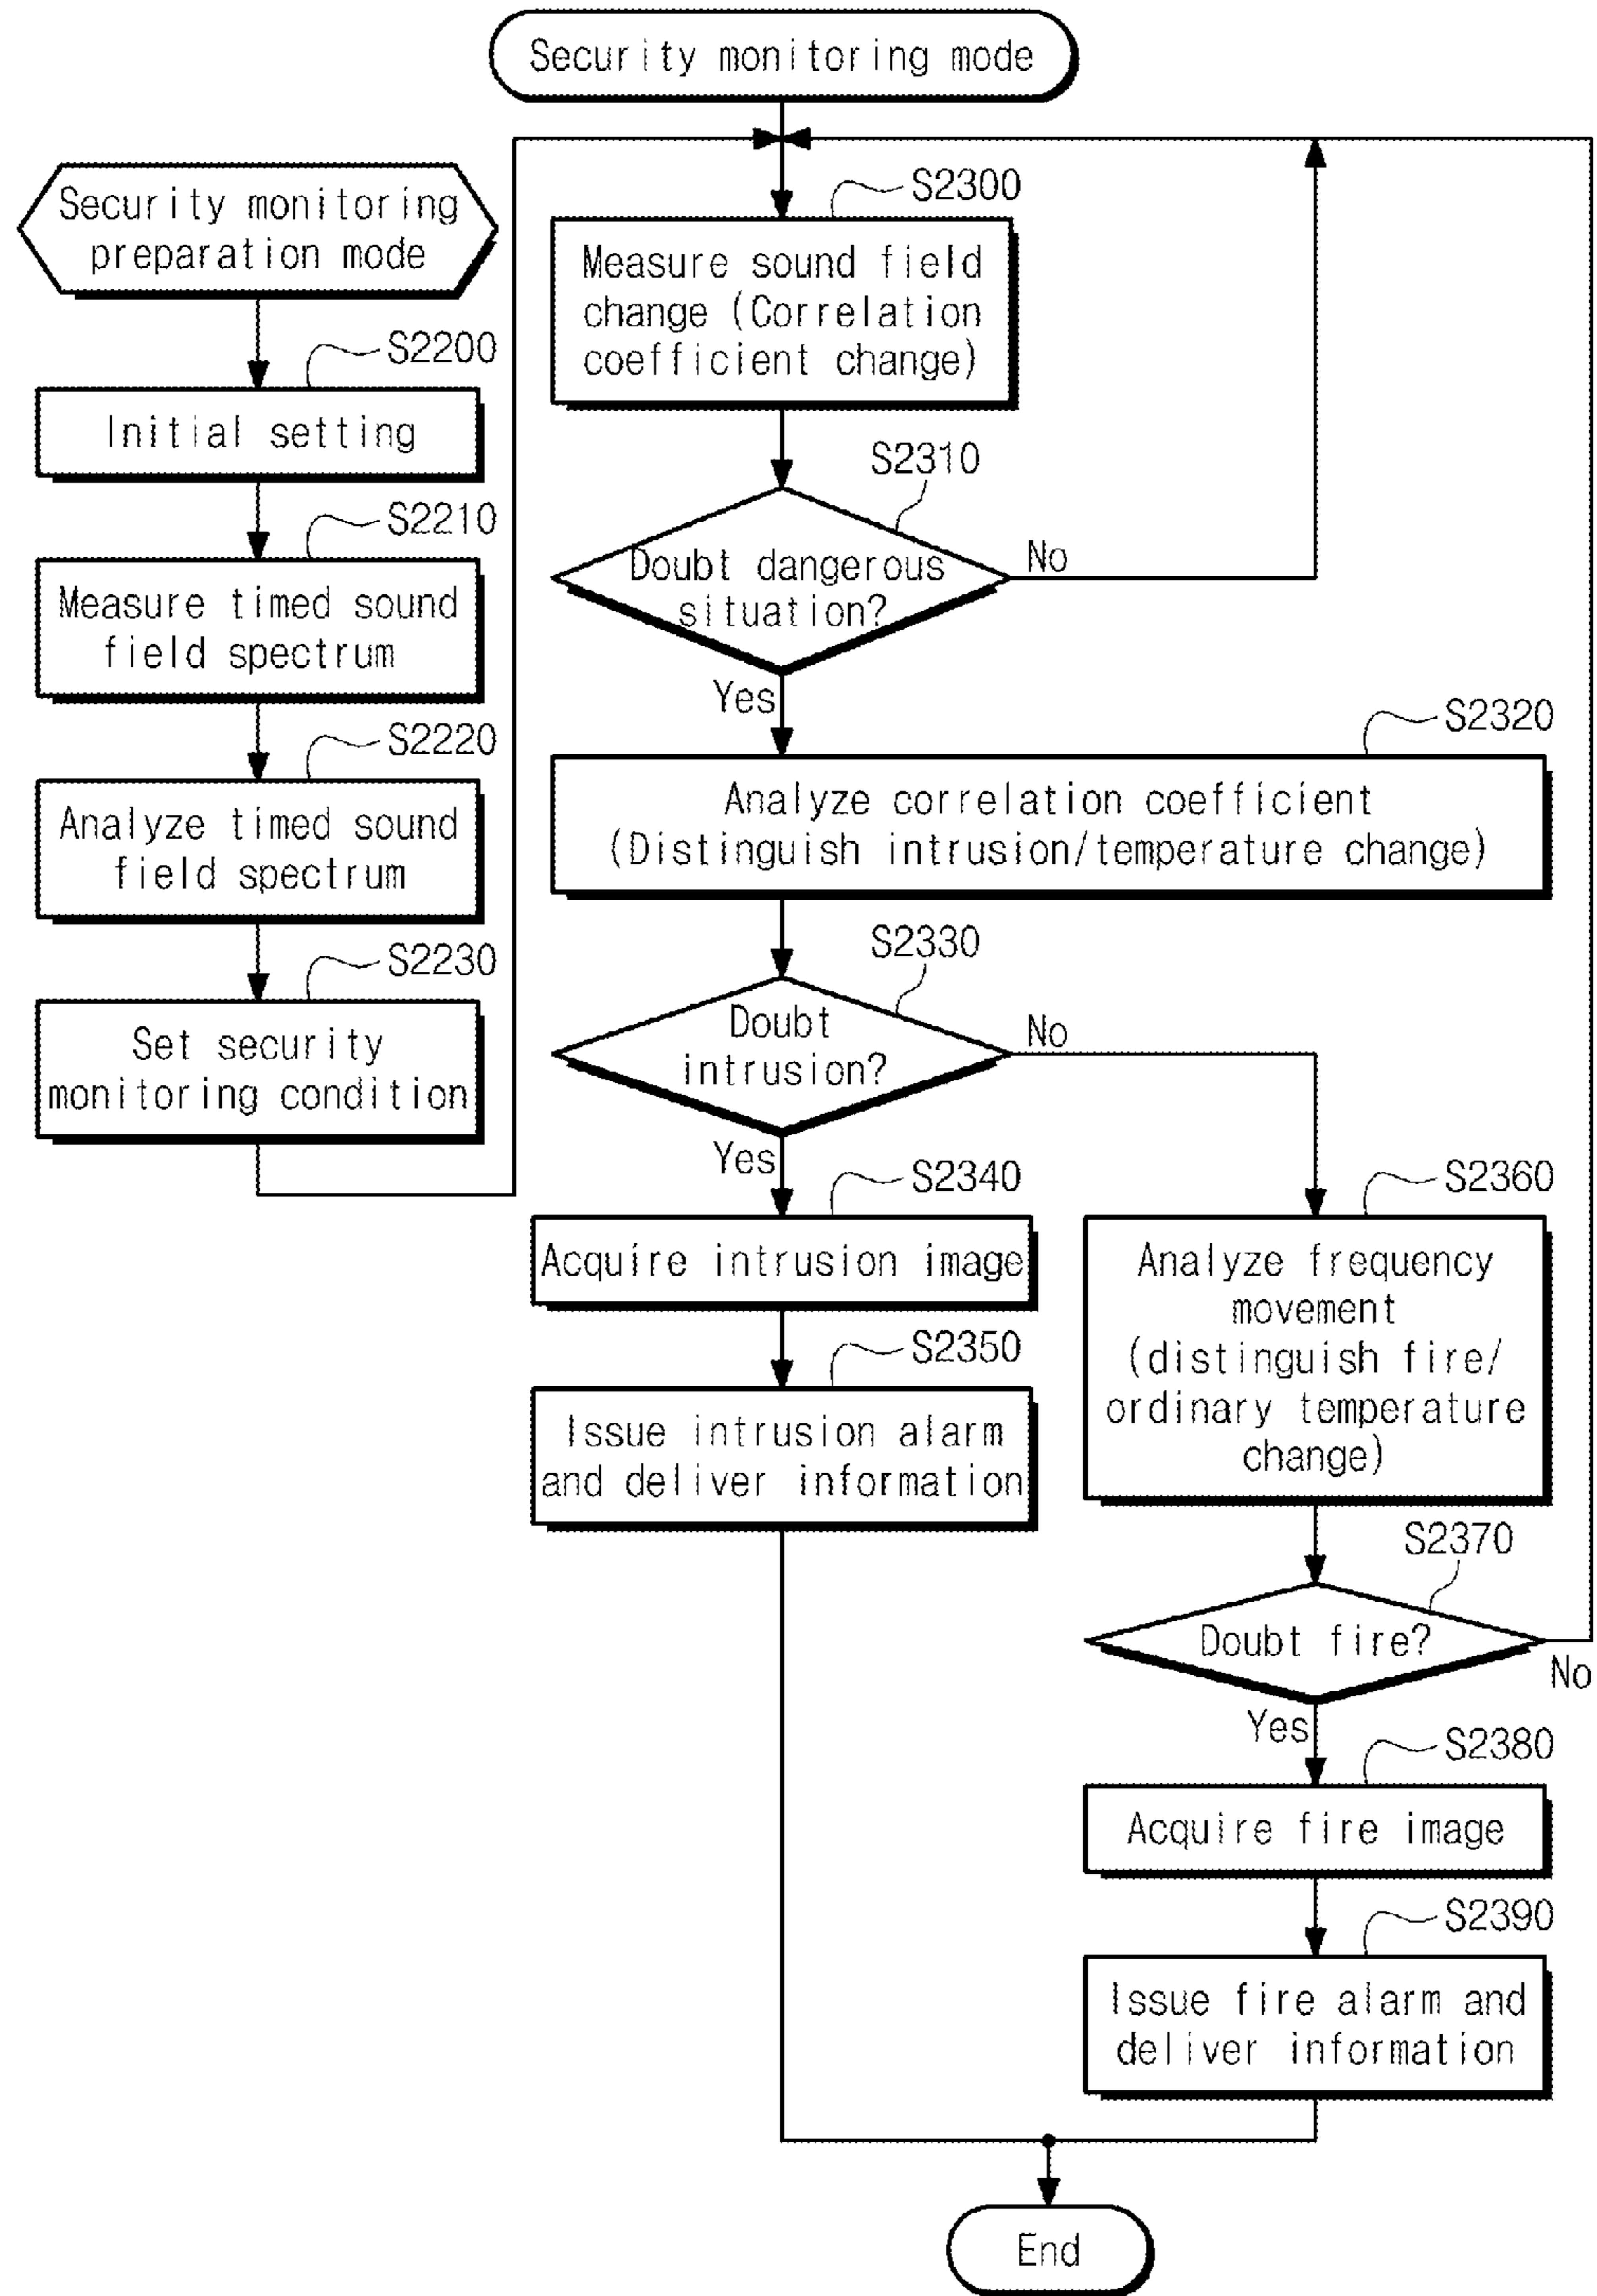 Security monitoring mode
Security monitoring
preparation mode
S2200
Initial setting
S2210
Measure timed sound
field spectrum
S2220
Analyze timed sound
field spectrum
S2230
Set security
monitoring condition
S2300
Measure sound field
change (Correlation
coefficient change)
S2310
Doubt dangerous
situation?
No
Yes
S2320
Analyze correlation coefficient
(Distinguish intrusion/temperature change)
S2330
Doubt
intrusion?
No
Yes
S2340
Acquire intrusion image
S2350
Issue intrusion alarm
and deliver information
S2360
Analyze frequency
movement
(distinguish fire/
ordinary temperature
change)
S2370
Doubt fire?
No
Yes
S2380
Acquire fire image
S2390
Issue fire alarm and
deliver information
End